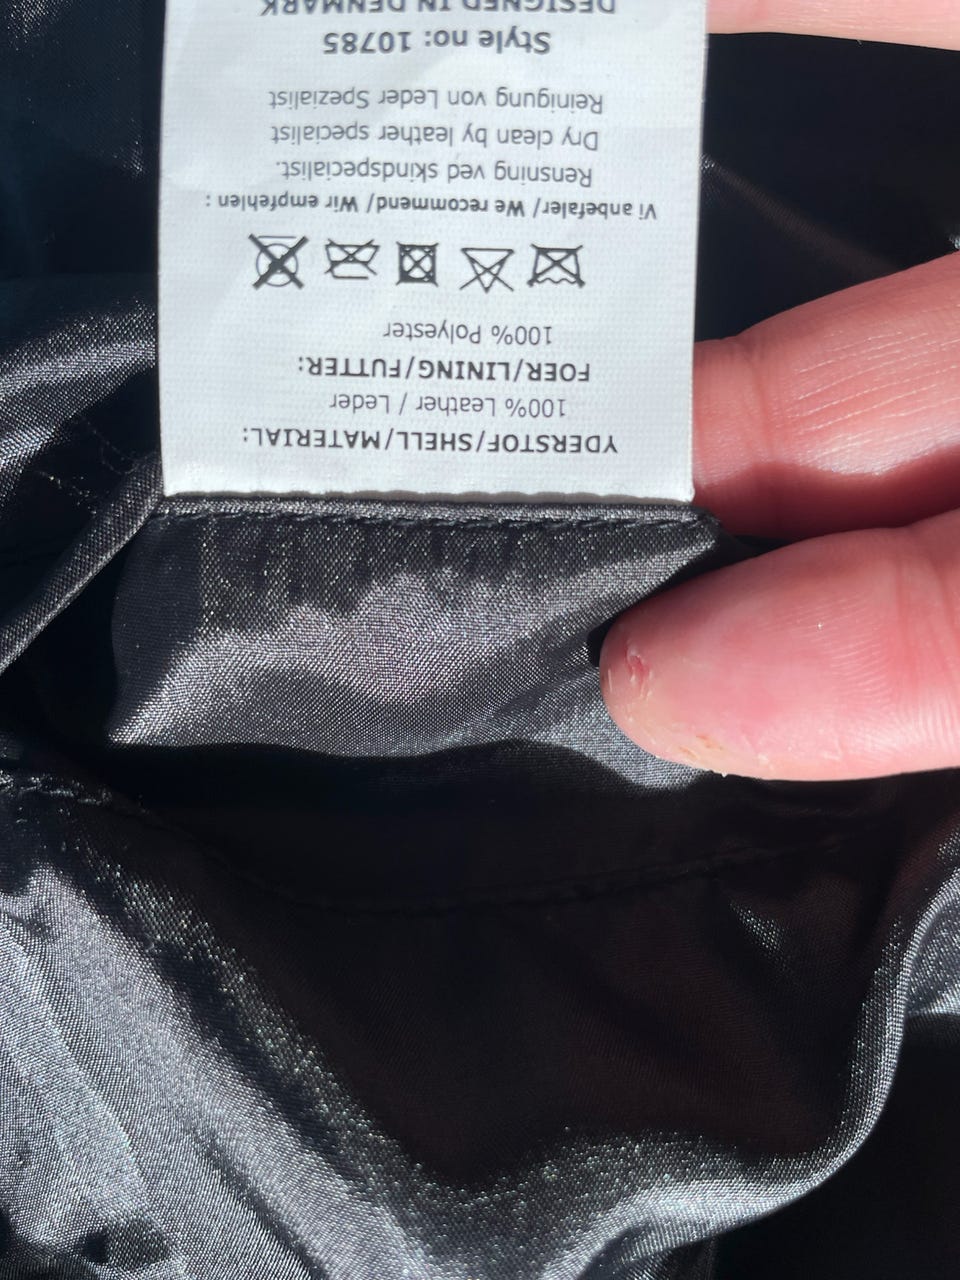 YDERSTOF/SHELL/MATERIAL:
100% Leather / Leder
FOER/LINING/FUTTER:
100% Polyester
Vi anbefaler/ We recommend/ Wir empfehlen :
Rensning ved skindspecialist.
Dry clean by leather specialist
Reinigung von Leder Spezialist
Style no: 10785
DESIGNED IN DENMARK